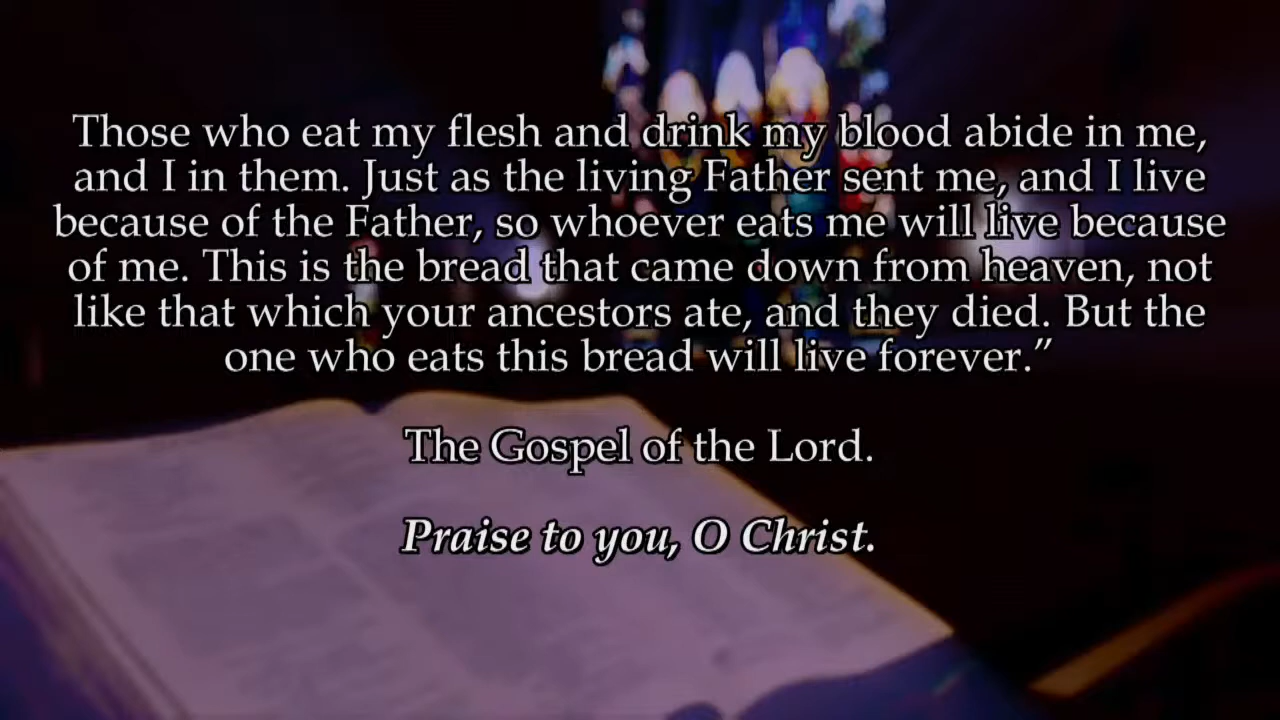 Those who eat my flesh and drink my blood abide in me,
and I in them. Just as the living Father sent me, and I live
because of the Father, so whoever eats me will live because
of me. This is the bread that came down from heaven, not
like that which your ancestors ate, and they died. But the
one who eats this bread will live forever.”
The Gospel of the Lord.
Praise to you, O Christ.